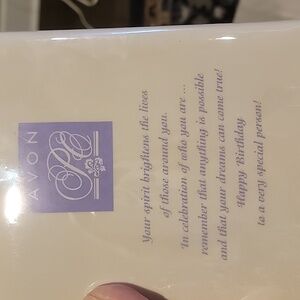 AVON
PC
Your spirit brightens the lives
of those around you.
In celebration of who you are ...
remember that anything is possible
and that your dreams can come true!
Happy Birthday
to a very special person!